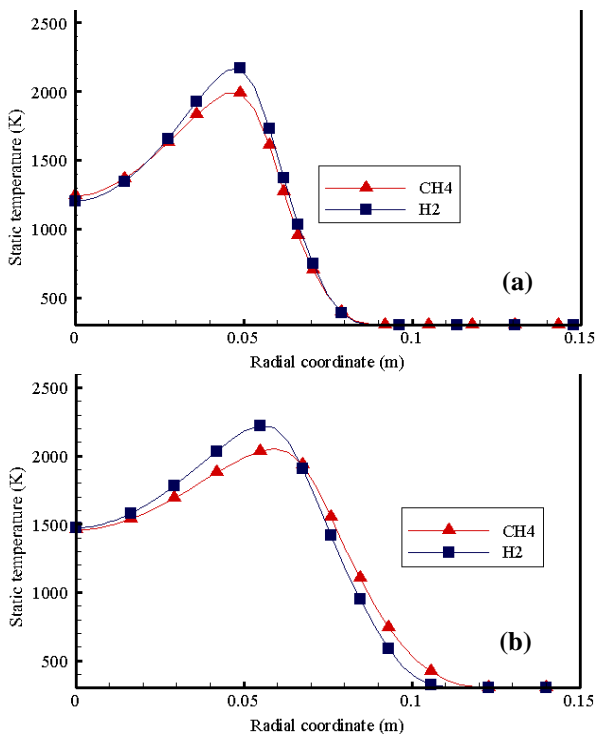 2500
2000
1500
1000
500
Static temperature (K)
CH4
H2
(a)
0
0.05
0.1
0.15
Radial coordinate (m)
2500
2000
1500
1000
500
Static temperature (K)
CH4
H2
(b)
0
0.05
0.1
0.15
Radial coordinate (m)